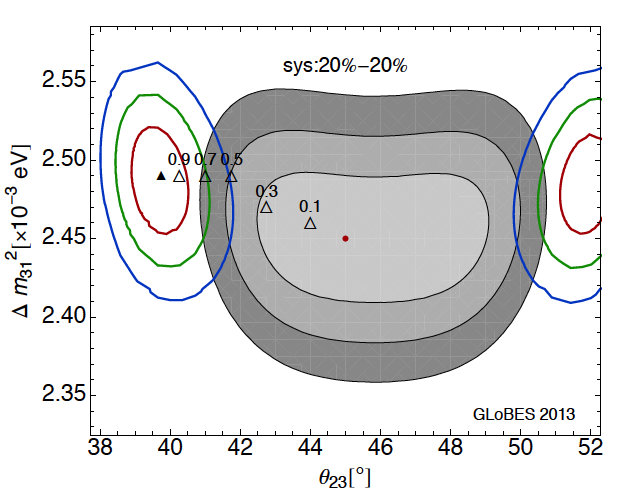 sys:20%−20%
2.55
2.50
2.45
2.40
2.35
Δ m31²[×10−3 eV]
0.9 0.7 0.5
0.3
0.1
GLoBES 2013
38 40 42 44 46 48 50 52
θ23[°]